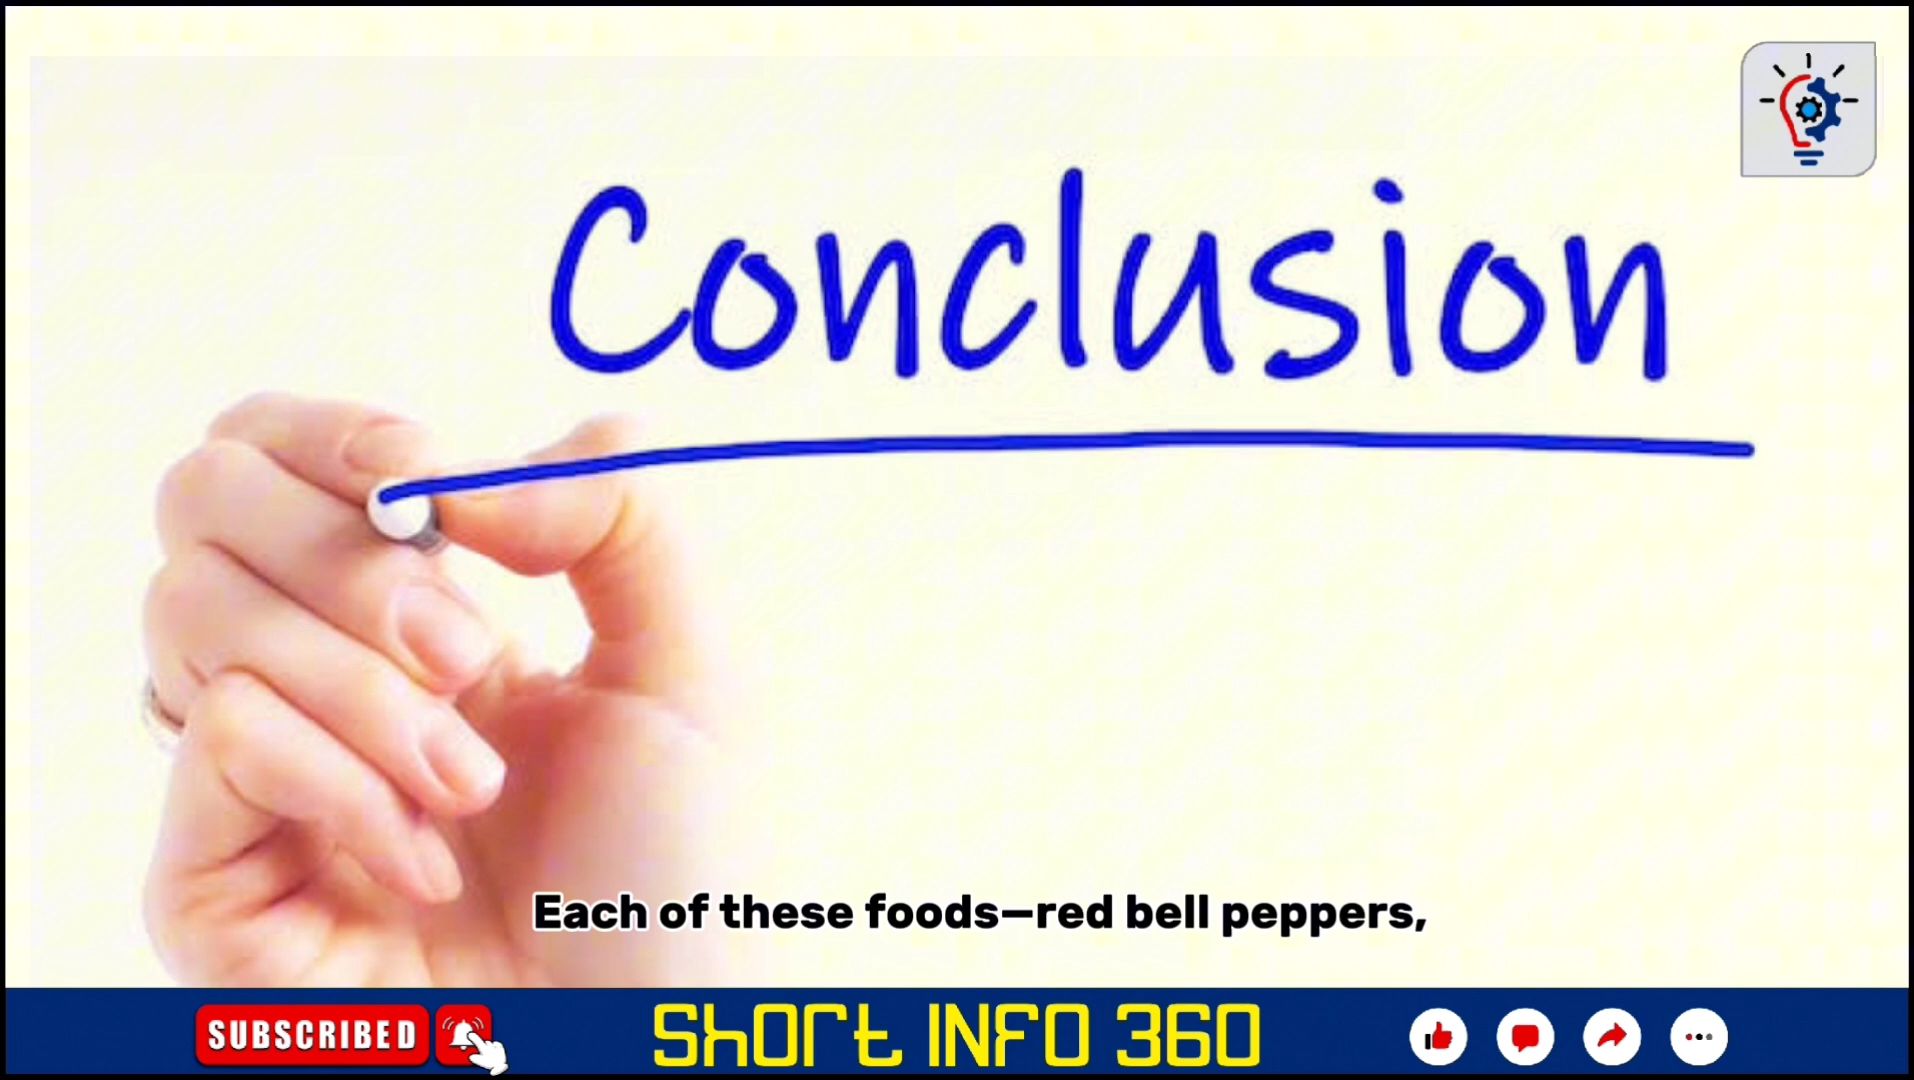 Conclusion
Each of these foods—red bell peppers,
SUBSCRIBED
Short INFO 360